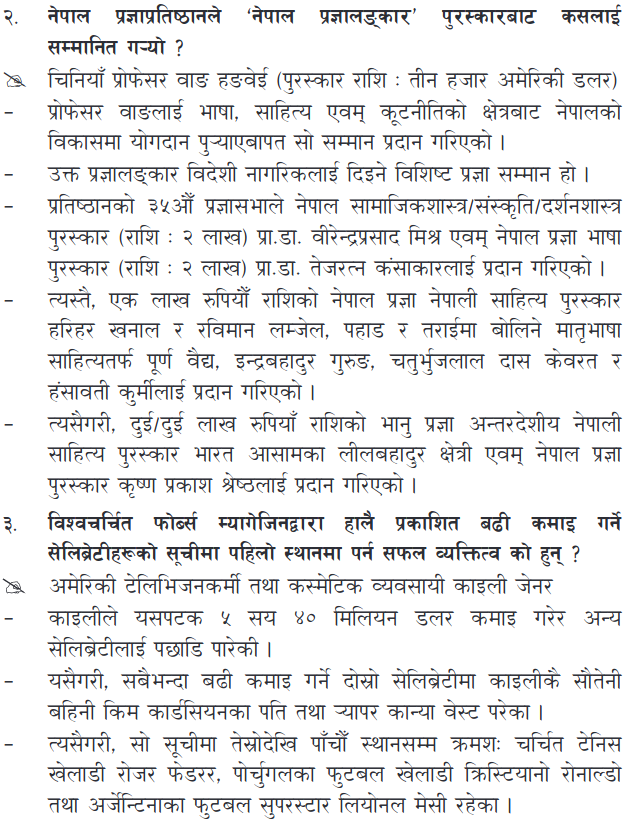 २. नेपाल प्रज्ञाप्रतिष्ठानले ‘नेपाल प्रज्ञालङ्कार’ पुरस्कारबाट कसलाई
सम्मानित गऱ्यो ?
चिनियाँ प्रोफेसर वाङ हङवेई (पुरस्कार राशि : तीन हजार अमेरिकी डलर)
– प्रोफेसर वाङलाई भाषा, साहित्य एवम् कूटनीतिको क्षेत्रबाट नेपालको
विकासमा योगदान पुऱ्याएबापत सो सम्मान प्रदान गरिएको ।
– उक्त प्रज्ञालङ्कार विदेशी नागरिकलाई दिइने विशिष्ट प्रज्ञा सम्मान हो ।
– प्रतिष्ठानको ३५औँ प्रज्ञासभाले नेपाल सामाजिकशास्त्र/संस्कृति/दर्शनशास्त्र
पुरस्कार (राशि : २ लाख) प्रा.डा. वीरेन्द्रप्रसाद मिश्र एवम् नेपाल प्रज्ञा भाषा
पुरस्कार (राशि : २ लाख) प्रा.डा. तेजरत्न कंसाकारलाई प्रदान गरिएको ।
– त्यस्तै, एक लाख रुपियाँ राशिको नेपाल प्रज्ञा नेपाली साहित्य पुरस्कार
हरिहर खनाल र रविमान लम्जेल, पहाड र तराईमा बोलिने मातृभाषा
साहित्यतर्फ पूर्ण वैद्य, इन्द्रबहादुर गुरुङ, चतुर्भुजलाल दास केवरत र
हंसावती कुर्मीलाई प्रदान गरिएको ।
– त्यसैगरी, दुई/दुई लाख रुपियाँ राशिको भानु प्रज्ञा अन्तरदेशीय नेपाली
साहित्य पुरस्कार भारत आसामका लीलबहादुर क्षेत्री एवम् नेपाल प्रज्ञा
पुरस्कार कृष्ण प्रकाश श्रेष्ठलाई प्रदान गरिएको ।
३. विश्वचर्चित फोर्ब्स म्यागेजिनद्वारा हालै प्रकाशित बढी कमाइ गर्ने
सेलिब्रेटीहरूको सूचीमा पहिलो स्थानमा पर्न सफल व्यक्तित्व को हुन् ?
अमेरिकी टेलिभिजनकर्मी तथा कस्मेटिक व्यवसायी काइली जेनर
– काइलीले यसपटक ५ सय ४० मिलियन डलर कमाइ गरेर अन्य
सेलिब्रेटीलाई पछाडि पारेकी ।
– यसैगरी, सबैभन्दा बढी कमाइ गर्ने दोस्रो सेलिब्रेटीमा काइलीकै सौतेनी
बहिनी किम कार्डसियनका पति तथा ऱ्यापर कान्या वेस्ट परेका ।
– त्यसैगरी, सो सूचीमा तेस्रोदेखि पाँचौँ स्थानसम्म क्रमशः चर्चित टेनिस
खेलाडी रोजर फेडरर, पोर्चुगलका फुटबल खेलाडी क्रिस्टियानो रोनाल्डो
तथा अर्जेन्टिनाका फुटबल सुपरस्टार लियोनल मेसी रहेका ।